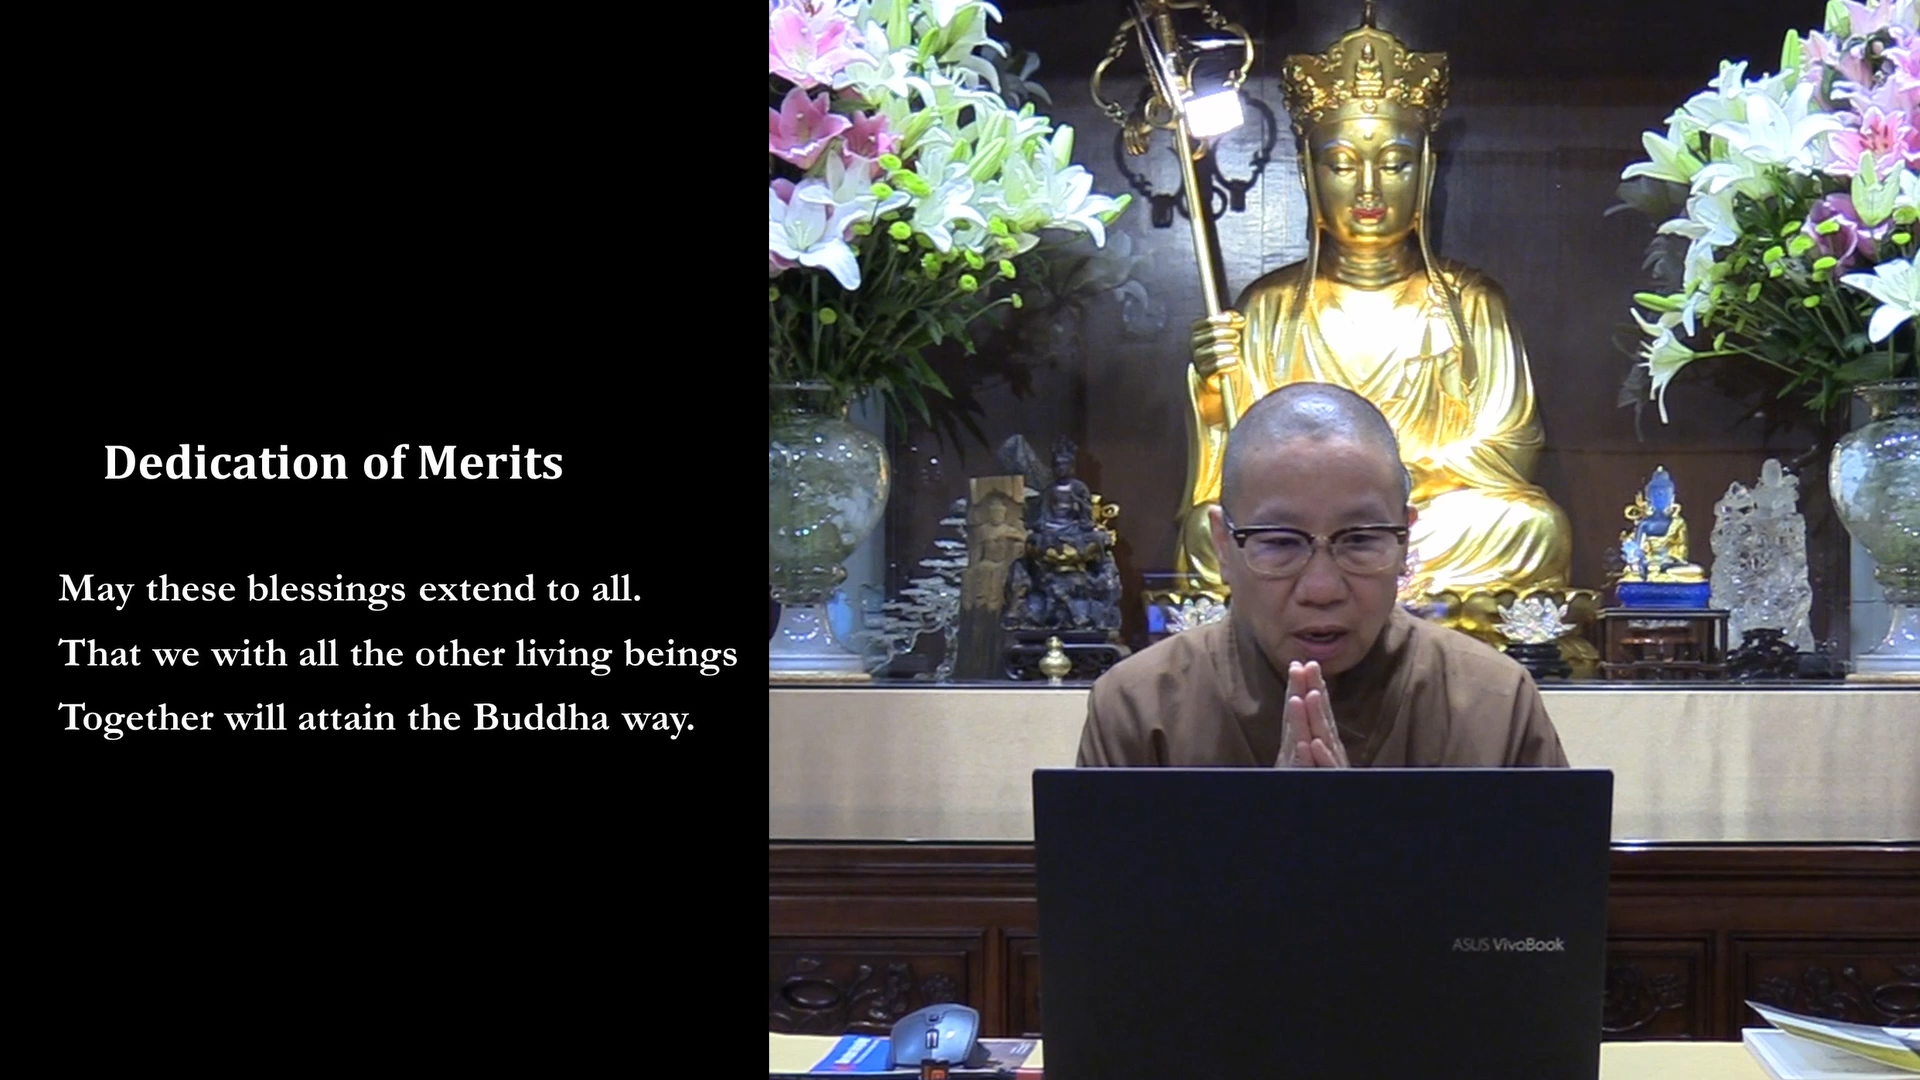 Dedication of Merits
May these blessings extend to all.
That we with all the other living beings
Together will attain the Buddha way.
ASUS VivoBook